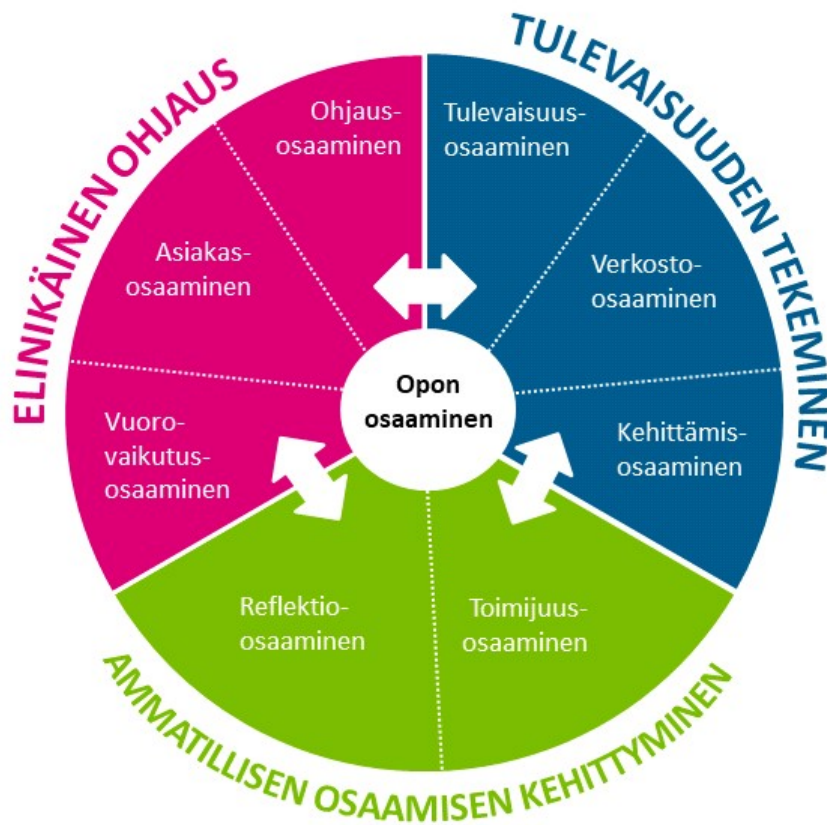 ELINIKÄINEN OHJAUS
TULEVAISUUDEN TEKEMINEN
Ohjaus-
osaaminen
Tulevaisuus-
osaaminen
Asiakas-
osaaminen
Verkosto-
osaaminen
Opon
osaaminen
Vuoro-
vaikutus-
osaaminen
Kehittämis-
osaaminen
Reflektio-
osaaminen
Toimijuus-
osaaminen
AMMATILLISEN OSAAMISEN KEHITTYMINEN